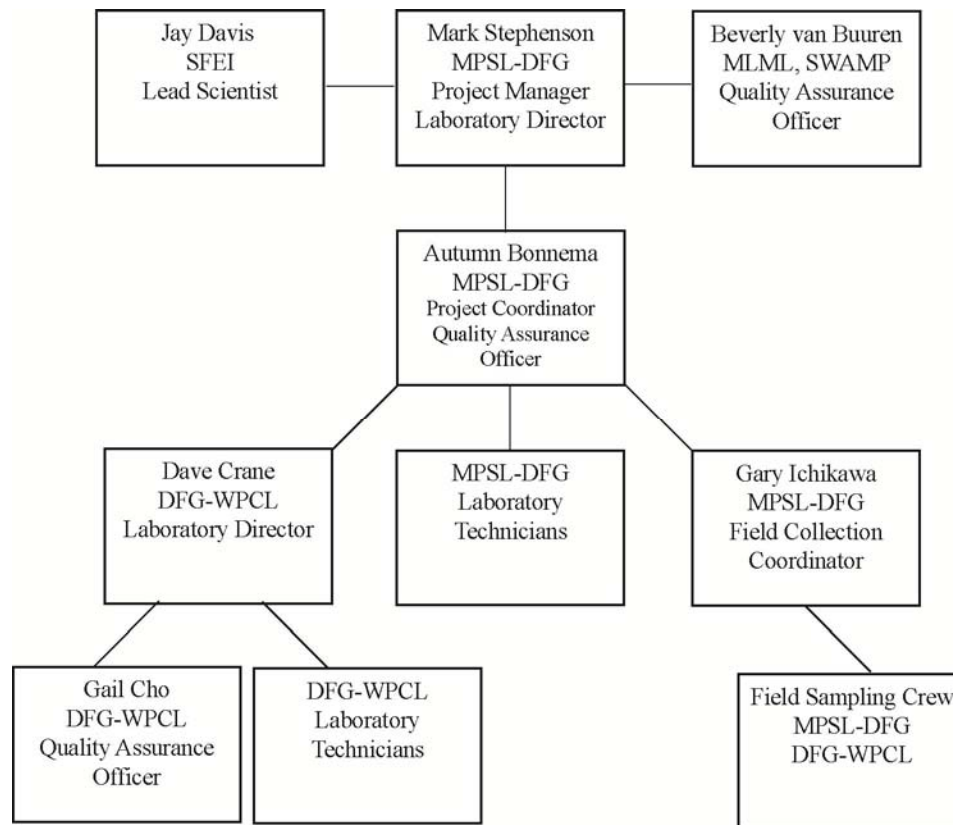 Jay Davis
SFEI
Lead Scientist
Mark Stephenson
MPSL-DFG
Project Manager
Laboratory Director
Beverly van Buuren
MLML, SWAMP
Quality Assurance
Officer
Autumn Bonnema
MPSL-DFG
Project Coordinator
Quality Assurance
Officer
Dave Crane
DFG-WPCL
Laboratory Director
MPSL-DFG
Laboratory
Technicians
Gary Ichikawa
MPSL-DFG
Field Collection
Coordinator
Gail Cho
DFG-WPCL
Quality Assurance
Officer
DFG-WPCL
Laboratory
Technicians
Field Sampling Crew
MPSL-DFG
DFG-WPCL